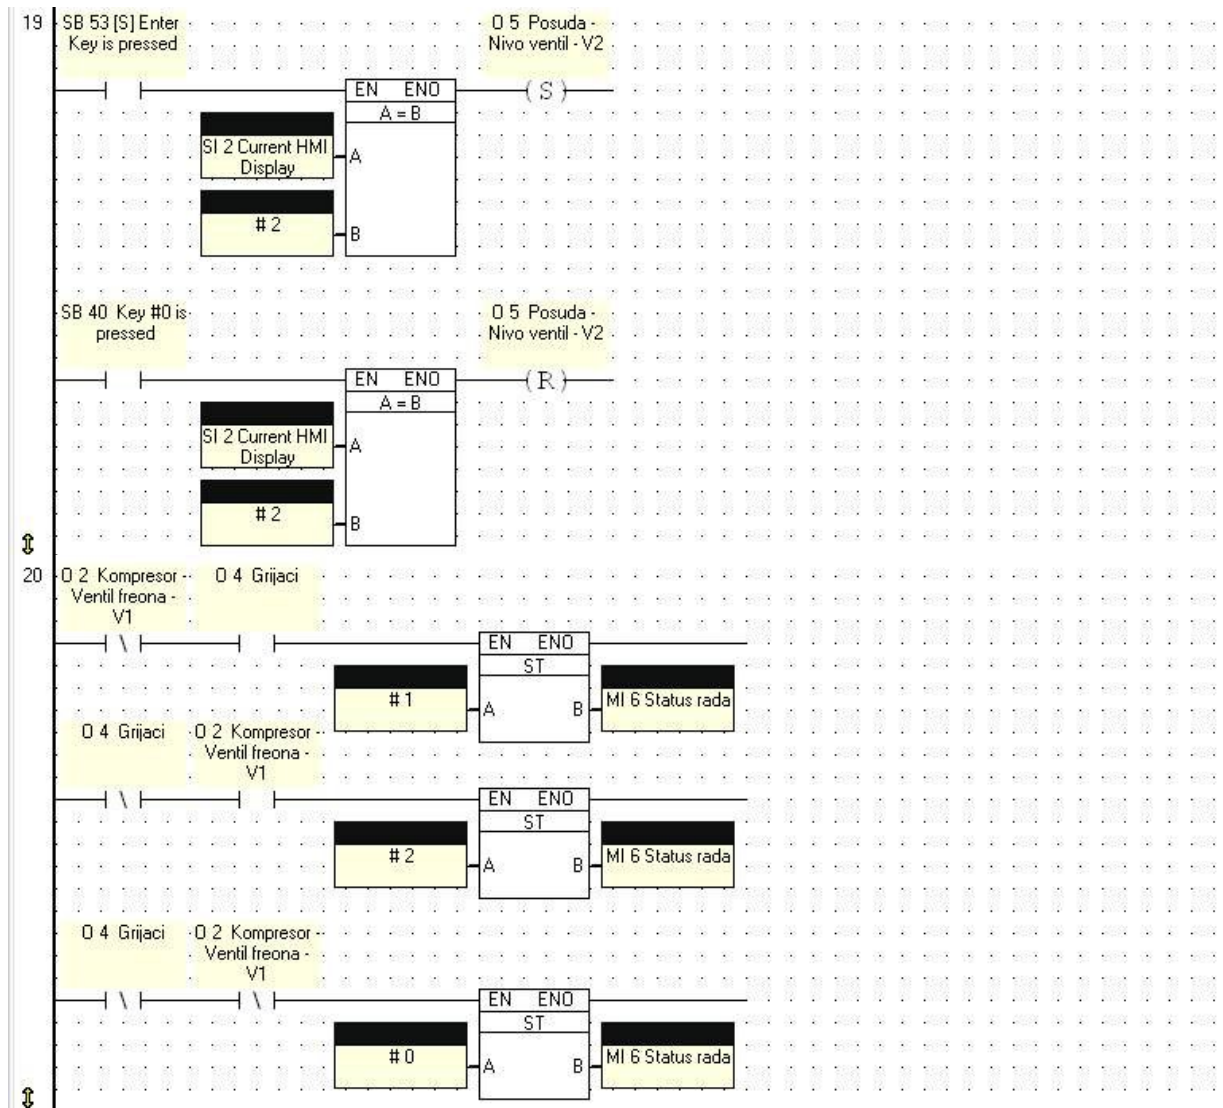 19
SB 53 [S] Enter
Key is pressed
O 5 Posuda -
Nivo ventil - V2
EN ENO
( S )
A = B
SI 2 Current HMI
Display
A
# 2
B
SB 40 Key #0 is
pressed
O 5 Posuda -
Nivo ventil - V2
EN ENO
( R )
A = B
SI 2 Current HMI
Display
A
# 2
B
20
O 2 Kompresor -
Ventil freona -
V1
O 4 Grijaci
EN ENO
ST
# 1
A B
MI 6 Status rada
O 4 Grijaci
O 2 Kompresor -
Ventil freona -
V1
EN ENO
ST
# 2
A B
MI 6 Status rada
O 4 Grijaci
O 2 Kompresor -
Ventil freona -
V1
EN ENO
ST
# 0
A B
MI 6 Status rada